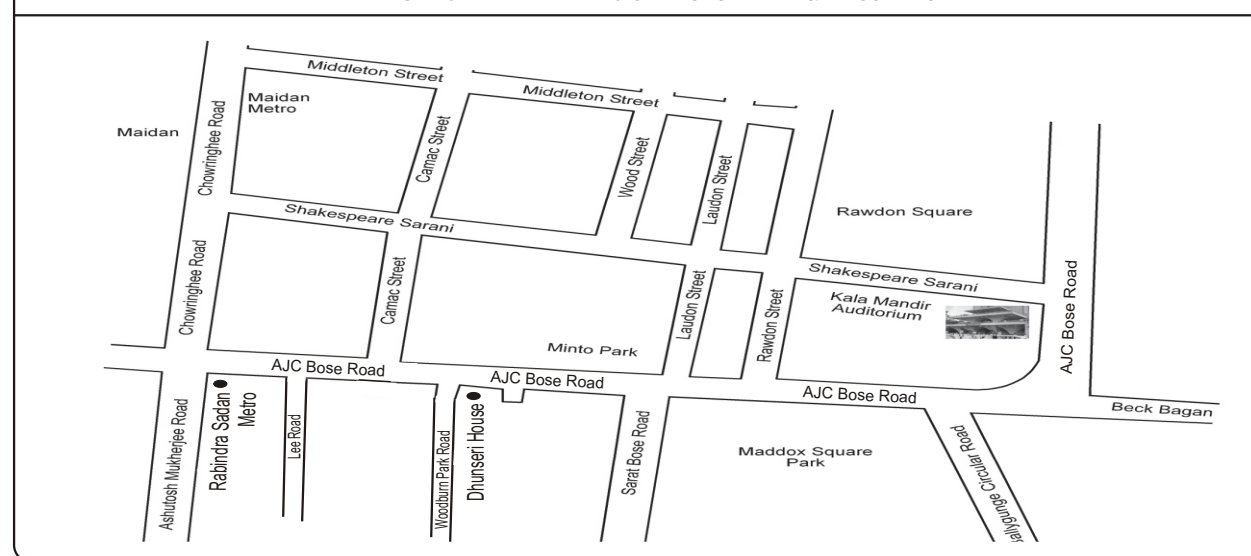 Middleton Street
Middleton Street
Maidan
Metro
Maidan
Chowringhee Road
Camac Street
Wood Street
Laudon Street
Rawdon Square
Shakespeare Sarani
Shakespeare Sarani
Chowringhee Road
Camac Street
Laudon Street
Rawdon Street
Kala Mandir
Auditorium
AJC Bose Road
Minto Park
AJC Bose Road
AJC Bose Road
AJC Bose Road
Beck Bagan
Ashutosh Mukherjee Road
Rabindra Sadan
Metro
Lee Road
Woodburn Park Road
Dhunseri House
Sarat Bose Road
Maddox Square
Park
Circular Road